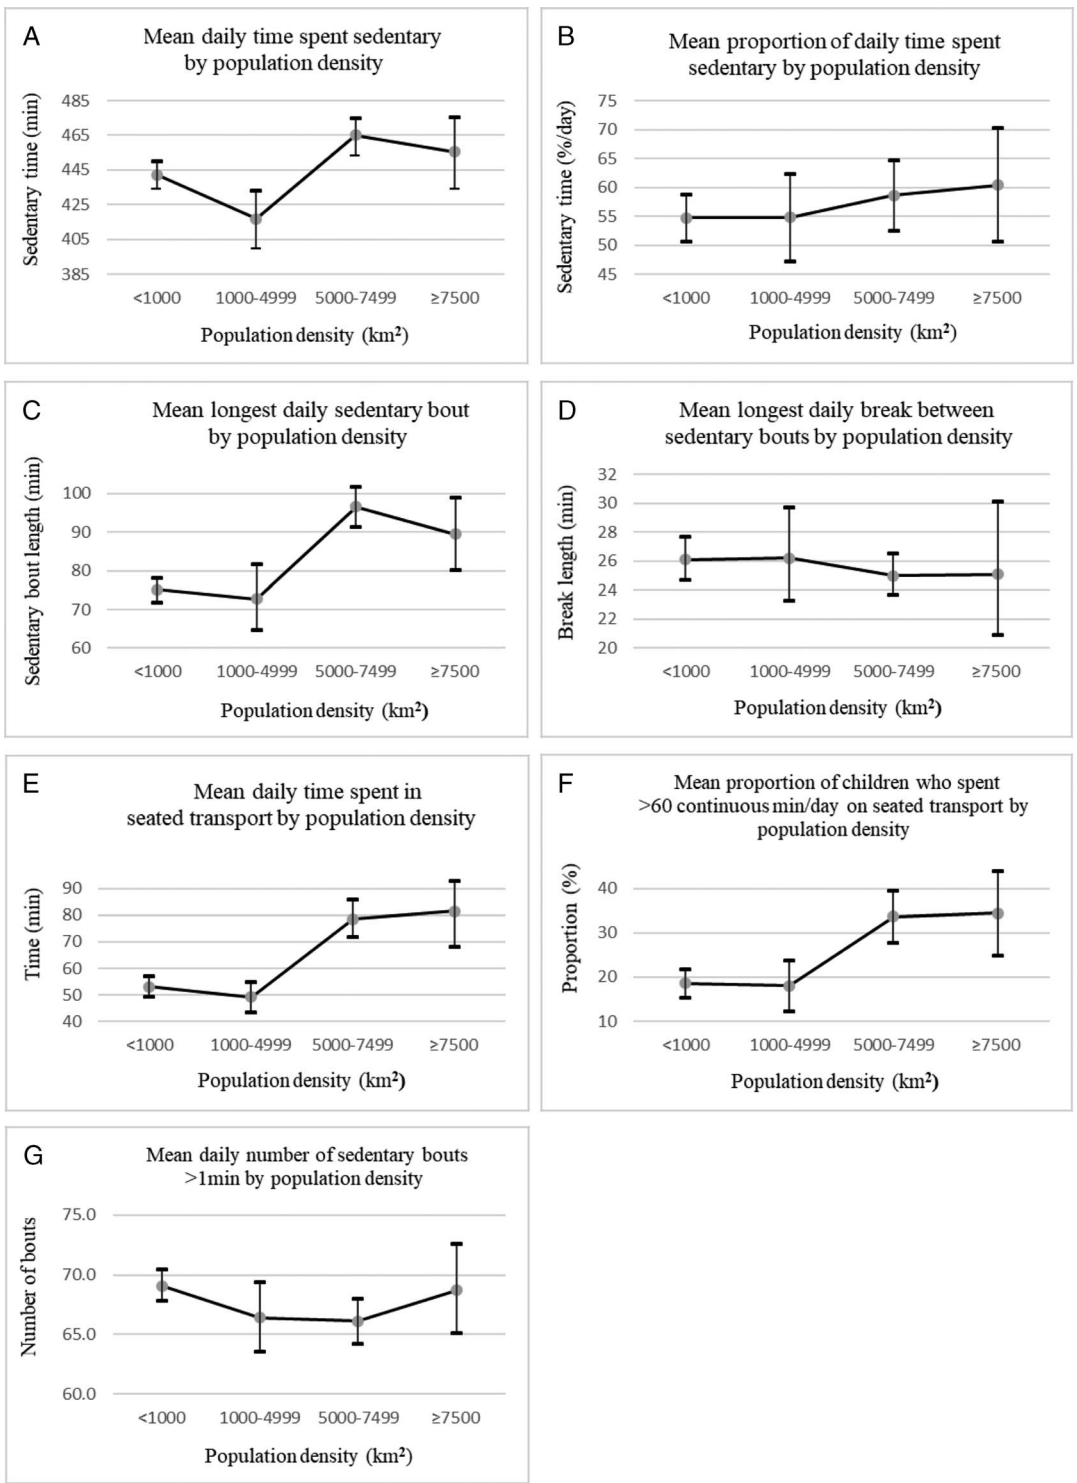 A
Mean daily time spent sedentary
by population density
Sedentary time (min)
485
465
445
425
405
385
<1000 1000-4999 5000-7499 ≥7500
Population density (km²)
B
Mean proportion of daily time spent
sedentary by population density
Sedentary time (%/day)
75
70
65
60
55
50
45
<1000 1000-4999 5000-7499 ≥7500
Population density (km²)
C
Mean longest daily sedentary bout
by population density
Sedentary bout length (min)
100
90
80
70
60
<1000 1000-4999 5000-7499 ≥7500
Population density (km²)
D
Mean longest daily break between
sedentary bouts by population density
Break length (min)
32
30
28
26
24
22
20
<1000 1000-4999 5000-7499 ≥7500
Population density (km²)
E
Mean daily time spent in
seated transport by population density
Time (min)
90
80
70
60
50
40
<1000 1000-4999 5000-7499 ≥7500
Population density (km²)
F
Mean proportion of children who spent
>60 continuous min/day on seated transport by
population density
Proportion (%)
40
30
20
10
<1000 1000-4999 5000-7499 ≥7500
Population density (km²)
G
Mean daily number of sedentary bouts
>1min by population density
Number of bouts
75.0
70.0
65.0
60.0
<1000 1000-4999 5000-7499 ≥7500
Population density (km²)